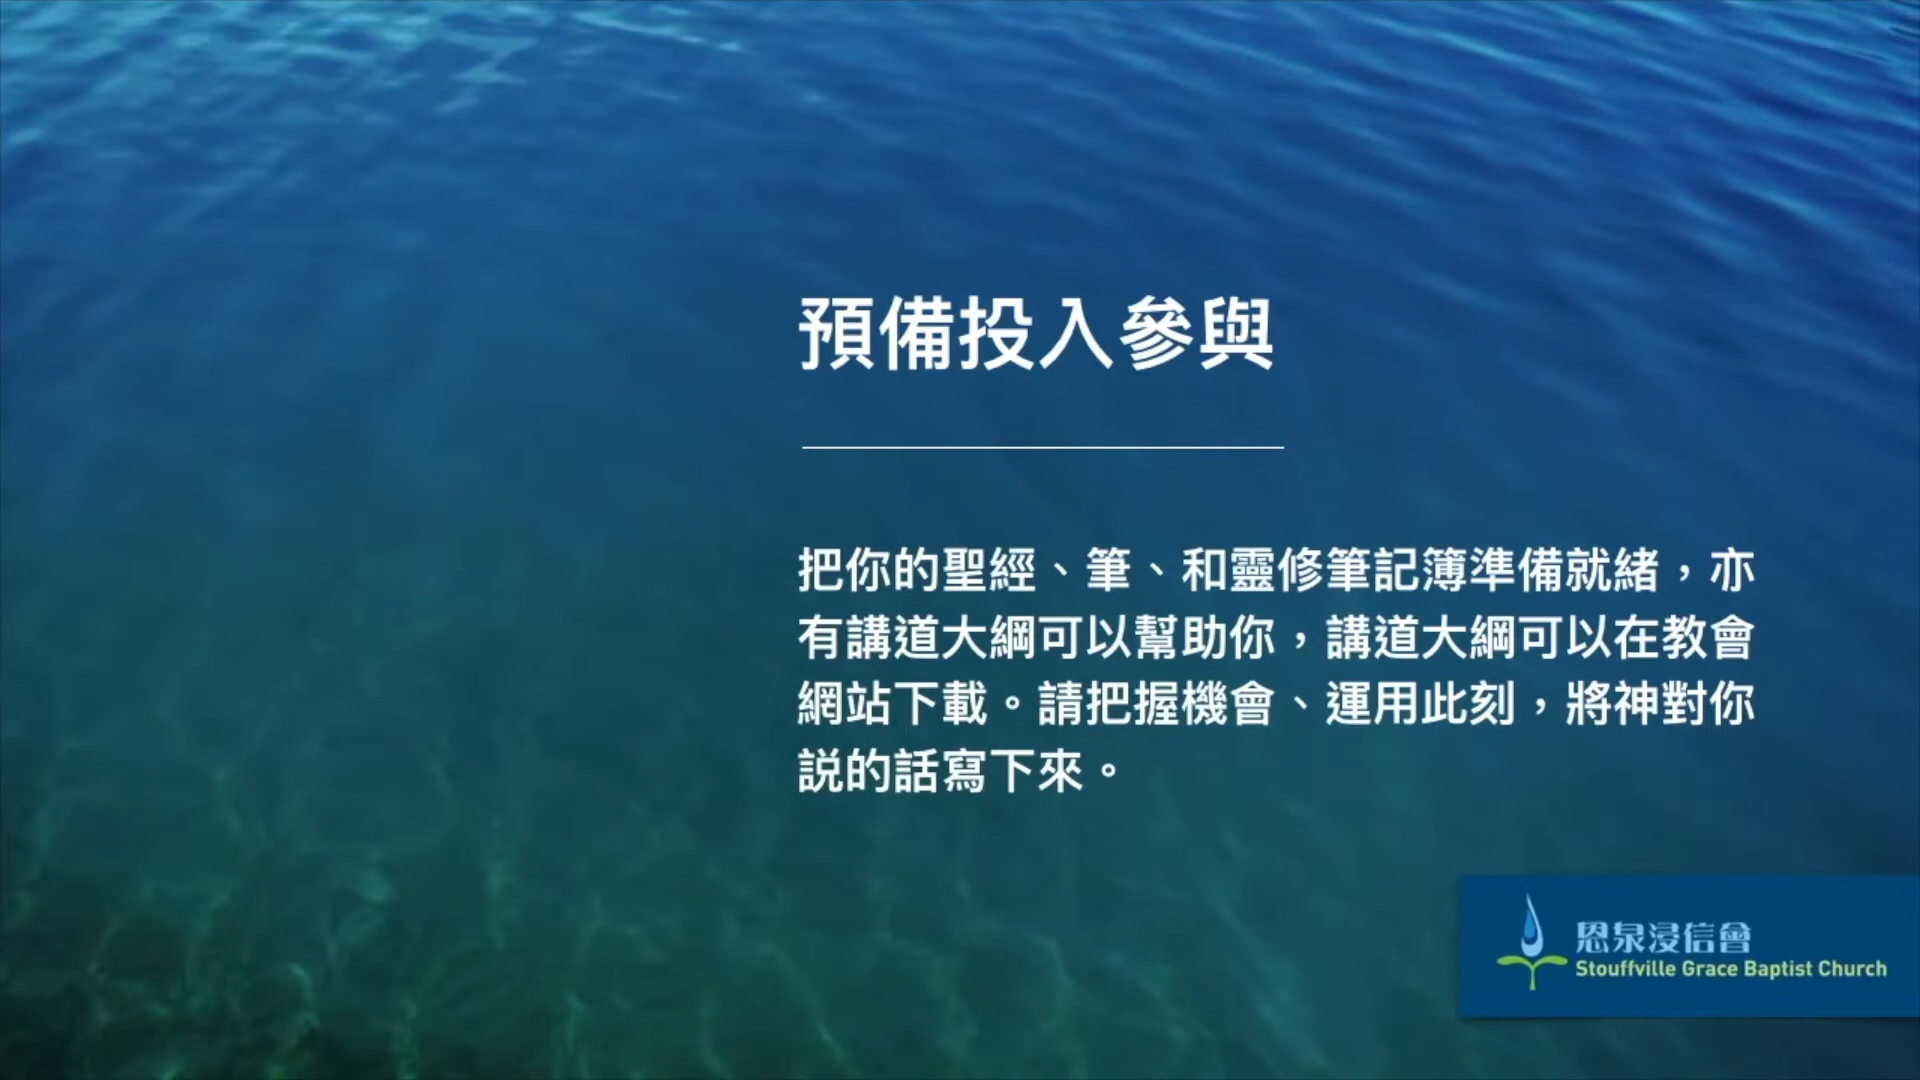 預備投入參與
把你的聖經、筆、和靈修筆記簿準備就緒，亦
有講道大綱可以幫助你，講道大綱可以在教會
網站下載。請把握機會、運用此刻，將神對你
說的話寫下來。
恩泉浸信會
Stouffville Grace Baptist Church